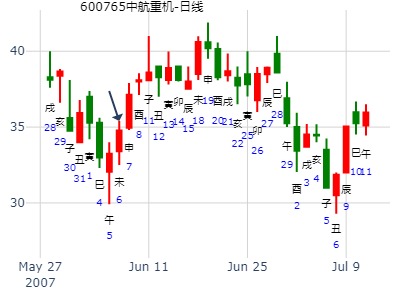 600765中航重机-日线
40
35
30
戌
28
亥
29
子
30
丑
31
寅
1
巳
4
午
5
未
6
申
7
酉
8
子
11
丑
12
寅
13
卯
14
辰
15
未
18
申
19
酉
20
戌
21
亥
22
寅
25
卯
26
辰
27
巳
28
午
29
酉
2
戌
3
亥
4
子
5
丑
6
辰
9
巳
10
午
11
May 27
2007
Jun 11
Jun 25
Jul 9